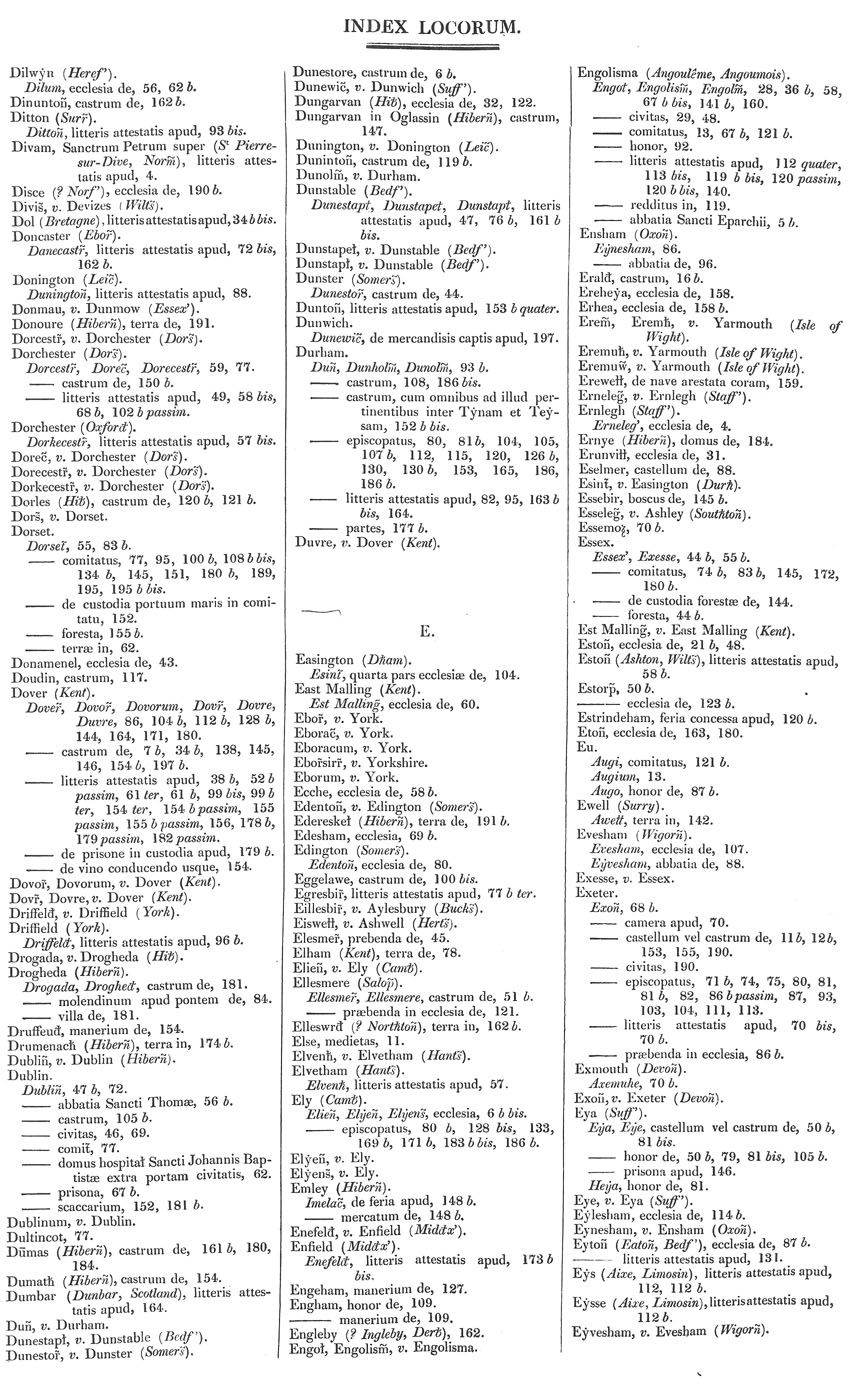 INDEX LOCORUM.
Dilwẏn (Heref’).
Dilum, ecclesia de, 56, 62 b.
Dinuntoñ, castrum de, 162 b.
Ditton (Surr̃).
Dittoñ, litteris attestatis apud, 93 bis.
Divam, Sanctrum Petrum super (Sᵗ Pierre-
sur-Dive, Norm̃), litteris attes-
tatis apud, 4.
Disce (? Norf’), ecclesia de, 190 b.
Divis̃, v. Devizes (Wilts̃).
Dol (Bretagne), litteris attestatis apud, 34 b bis.
Doncaster (Ebor̃).
Danecastr̃, litteris attestatis apud, 72 bis,
162 b.
Donington (Leic̃).
Duningtoñ, litteris attestatis apud, 88.
Donmau, v. Dunmow (Essex’).
Donoure (Hiberñ), terra de, 191.
Dorcestr̃, v. Dorchester (Dors̃).
Dorchester (Dors̃).
Dorcestr̃, Dorec̃, Dorecestr̃, 59, 77.
—— castrum de, 150 b.
—— litteris attestatis apud, 49, 58 bis,
68 b, 102 b passim.
Dorchester (Oxford̃).
Dorkecestr̃, litteris attestatis apud, 57 bis.
Dorec̃, v. Dorchester (Dors̃).
Dorecestr̃, v. Dorchester (Dors̃).
Dorkecestr̃, v. Dorchester (Dors̃).
Dorles (Hib̃), castrum de, 120 b, 121 b.
Dors̃, v. Dorset.
Dorset.
Dorset̃, 55, 83 b.
—— comitatus, 77, 95, 100 b, 108 b bis,
134 b, 145, 151, 180 b, 189,
195, 195 b bis.
—— de custodia portuum maris in comi-
tatu, 152.
—— foresta, 155 b.
—— terræ in, 62.
Donamenel, ecclesia de, 43.
Doudin, castrum, 117.
Dover (Kent).
Dover̃, Dovor̃, Dovorum, Dovr̃, Dovre,
Duvre, 86, 104 b, 112 b, 128 b,
144, 164, 171, 180.
—— castrum de, 7 b, 34 b, 138, 145,
146, 154 b, 197 b.
—— litteris attestatis apud, 38 b, 52 b
passim, 61 ter, 61 b, 99 bis, 99 b
ter, 154 ter, 154 b passim, 155
passim, 155 b passim, 156, 178 b,
179 passim, 182 passim.
—— de prisone in custodia apud, 179 b.
—— de vino conducendo usque, 154.
Dovor̃, Dovorum, v. Dover (Kent).
Dovr̃, Dovre, v. Dover (Kent).
Driffeld̃, v. Driffield (York).
Driffield (York).
Driffeld̃, litteris attestatis apud, 96 b.
Drogada, v. Drogheda (Hib̃).
Drogheda (Hiberñ).
Drogada, Droghed̃, castrum de, 181.
—— molendinum apud pontem de, 84.
—— villa de, 181.
Druffeud̃, manerium de, 154.
Drumenach̃ (Hiberñ), terra in, 174 b.
Dubliñ, v. Dublin (Hiberñ).
Dublin.
Dubliñ, 47 b, 72.
—— abbatia Sancti Thomæ, 56 b.
—— castrum, 105 b.
—— civitas, 46, 69.
—— comit̃, 77.
—— domus hospital̃ Sancti Johannis Bap-
tistæ extra portam civitatis, 62.
—— prisona, 67 b.
—— scaccarium, 152, 181 b.
Dublinum, v. Dublin.
Dultincot, 77.
Dũmas (Hiberñ), castrum de, 161 b, 180,
184.
Dumath̃ (Hiberñ), castrum de, 154.
Dumbar (Dunbar, Scotland), litteris attes-
tatis apud, 164.
Duñ, v. Durham.
Dunestapl̃, v. Dunstable (Bedf’).
Dunestor̃, v. Dunster (Somers̃).
Dunestore, castrum de, 6 b.
Dunewic̃, v. Dunwich (Suff’).
Dungarvan (Hib̃), ecclesia de, 32, 122.
Dungarvan in Oglassin (Hiberñ), castrum,
147.
Dunington, v. Donington (Leic̃).
Dunintoñ, castrum de, 119 b.
Dunolm̃, v. Durham.
Dunstable (Bedf’).
Dunestapl̃, Dunstapel̃, Dunstapl̃, litteris
attestatis apud, 47, 76 b, 161 b
bis.
Dunstapel̃, v. Dunstable (Bedf’).
Dunstapl̃, v. Dunstable (Bedf’).
Dunster (Somers̃).
Dunestor̃, castrum de, 44.
Duntoñ, litteris attestatis apud, 153 b quater.
Dunwich.
Dunewic̃, de mercandisis captis apud, 197.
Durham.
Duñ, Dunholm̃, Dunolm̃, 93 b.
—— castrum, 108, 186 bis.
—— castrum, cum omnibus ad illud per-
tinentibus inter Tẏnam et Teẏ-
sam, 152 b bis.
—— episcopatus, 80, 81 b, 104, 105,
107 b, 112, 115, 120, 126 b,
130, 130 b, 153, 165, 186,
186 b.
—— litteris attestatis apud, 82, 95, 163 b
bis, 164.
—— partes, 177 b.
Duvre, v. Dover (Kent).
E.
Easington (Dh̃am).
Esint̃, quarta pars ecclesiæ de, 104.
East Malling (Kent).
Est Malling̃, ecclesia de, 60.
Ebor̃, v. York.
Eborac̃, v. York.
Eboracum, v. York.
Ebor̃sirr̃, v. Yorkshire.
Eborum, v. York.
Ecche, ecclesia de, 58 b.
Edentoñ, v. Edington (Somers̃).
Edereskel̃ (Hiberñ), terra de, 191 b.
Edesham, ecclesia, 69 b.
Edington (Somers̃).
Edentoñ, ecclesia de, 80.
Eggelawe, castrum de, 100 bis.
Egresbir̃, litteris attestatis apud, 77 b ter.
Eillesbir̃, v. Aylesbury (Bucks̃).
Eiswell̃, v. Ashwell (Herts̃).
Elesmer̃, prebenda de, 45.
Elham (Kent), terra de, 78.
Elieñ, v. Ely (Camb̃).
Ellesmere (Salop̃).
Ellesmer̃, Ellesmere, castrum de, 51 b.
—— præbenda in ecclesia de, 121.
Elleswrd̃ (? North̃ton), terra in, 162 b.
Else, medietas, 11.
Elvenh̃, v. Elvetham (Hants̃).
Elvetham (Hants̃).
Elvenh̃, litteris attestatis apud, 57.
Ely (Camb̃).
Elieñ, Elẏeñ, Elẏens̃, ecclesia, 6 b bis.
—— episcopatus, 80 b, 128 bis, 133,
169 b, 171 b, 183 b bis, 186 b.
Elẏeñ, v. Ely.
Elẏens̃, v. Ely.
Emley (Hiberñ).
Imelac̃, de feria apud, 148 b.
—— mercatum de, 148 b.
Enefeld̃, v. Enfield (Midd̃x’).
Enfield (Midd̃x’).
Enefeld̃, litteris attestatis apud, 173 b
bis.
Engeham, manerium de, 127.
Engham, honor de, 109.
—— manerium de, 109.
Engleby (? Ingleby, Derb̃), 162.
Engol̃, Engolism̃, v. Engolisma.
Engolisma (Angoulême, Angoumois).
Engol̃, Engolism̃, Engolm̃, 28, 36 b, 58,
67 b bis, 141 b, 160.
—— civitas, 29, 48.
—— comitatus, 13, 67 b, 121 b.
—— honor, 92.
—— litteris attestatis apud, 112 quater,
113 bis, 119 b bis, 120 passim,
120 b bis, 140.
—— redditus in, 119.
—— abbatia Sancti Eparchii, 5 b.
Ensham (Oxoñ).
Eẏnesham, 86.
—— abbatia de, 96.
Erald̃, castrum, 16 b.
Ereheẏa, ecclesia de, 158.
Erhea, ecclesia de, 158 b.
Erem̃, Eremh̃, v. Yarmouth (Isle of
Wight).
Eremuh̃, v. Yarmouth (Isle of Wight).
Eremuw̃, v. Yarmouth (Isle of Wight).
Erewell̃, de nave arestata coram, 159.
Erneleg̃, v. Ernlegh (Staff’).
Ernlegh (Staff’).
Erneleg’, ecclesia de, 4.
Ernye (Hiberñ), domus de, 184.
Erunvill̃, ecclesia de, 31.
Eselmer, castellum de, 88.
Esint̃, v. Easington (Durh̃).
Essebir, boscus de, 145 b.
Esseleg̃, v. Ashley (South̃toñ).
Essemoꝫ, 70 b.
Essex.
Essex’, Exesse, 44 b, 55 b.
—— comitatus, 74 b, 83 b, 145, 172,
180 b.
—— de custodia forestæ de, 144.
—— foresta, 44 b.
Est Malling̃, v. East Malling (Kent).
Estoñ, ecclesia de, 21 b, 48.
Estoñ (Ashton, Wilts̃), litteris attestatis apud,
58 b.
Estorp̃, 50 b.
—— ecclesia de, 123 b.
Estrindeham, feria concessa apud, 120 b.
Etoñ, ecclesia de, 163, 180.
Eu.
Augi, comitatus, 121 b.
Augium, 13.
Augo, honor de, 87 b.
Ewell (Surry).
Awell̃, terra in, 142.
Evesham (Wigorñ).
Evesham, ecclesia de, 107.
Eẏvesham, abbatia de, 88.
Exesse, v. Essex.
Exeter.
Exoñ, 68 b.
—— camera apud, 70.
—— castellum vel castrum de, 11 b, 12 b,
153, 155, 190.
—— civitas, 190.
—— episcopatus, 71 b, 74, 75, 80, 81,
81 b, 82, 86 b passim, 87, 93,
103, 104, 111, 113.
—— litteris attestatis apud, 70 bis,
70 b.
—— præbenda in ecclesia, 86 b.
Exmouth (Devoñ).
Axemuhe, 70 b.
Exoñ, v. Exeter (Devoñ).
Eya (Suff’).
Eẏa, Eẏe, castellum vel castrum de, 50 b,
81 bis.
—— honor de, 50 b, 79, 81 bis, 105 b.
—— prisona apud, 146.
Heẏa, honor de, 81.
Eye, v. Eya (Suff’).
Eẏlesham, ecclesia de, 114 b.
Eynesham, v. Ensham (Oxoñ).
Eytoñ (Eatoñ, Bedf’), ecclesia de, 87 b.
—— litteris attestatis apud, 131.
Eẏs (Aixe, Limosin), litteris attestatis apud,
112, 112 b.
Eẏsse (Aixe, Limosin), litteris attestatis apud,
112 b.
Eẏvesham, v. Evesham (Wigorñ).